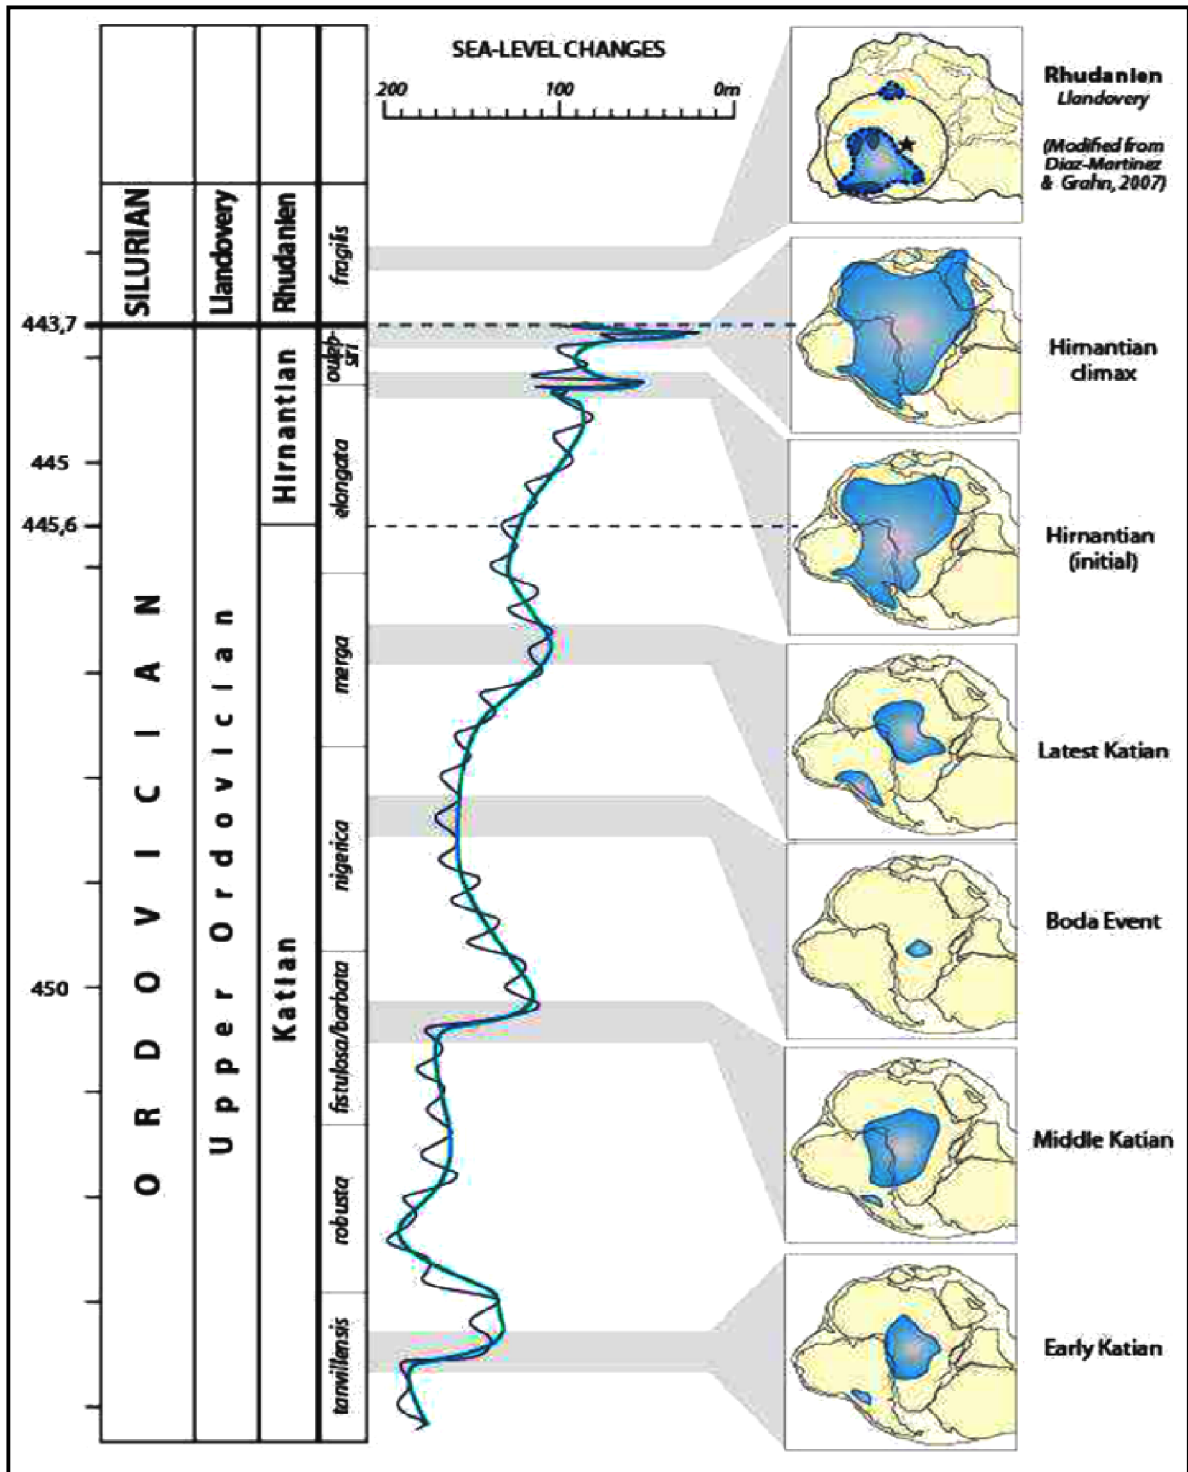 SEA-LEVEL CHANGES
200 100 0m
SILURIAN
Llandovery
Rhudanien
fragilis
443,7
445
445,6
450
ORDOVICIAN
Upper Ordovician
Hirnantian
Katian
elongata
merga
nigerica
fistulosa/barbata
robusta
tanvillensis
Rhudanien
Llandovery
(Modified from
Diaz-Martinez
& Grahn, 2007)
Hirnantian
climax
Hirnantian
(initial)
Latest Katian
Boda Event
Middle Katian
Early Katian